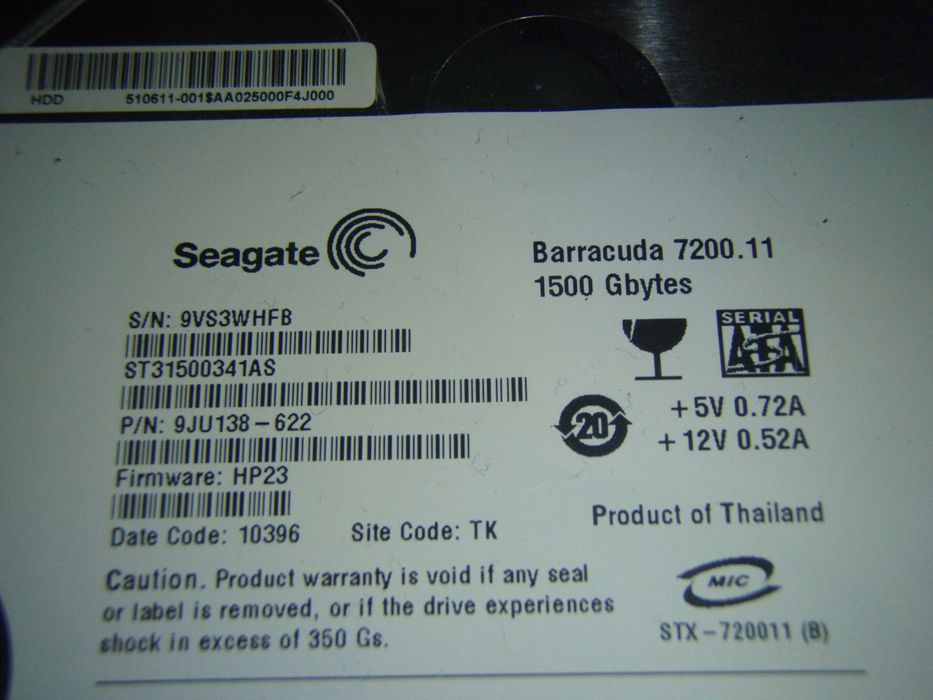 HDD 510611-001$AA025000F4J000
Seagate
Barracuda 7200.11
1500 Gbytes
S/N: 9VS3WHFB
ST31500341AS
P/N: 9JU138-622
Firmware: HP23
Date Code: 10396 Site Code: TK
SERIAL
ATA
20
+5V 0.72A
+12V 0.52A
Product of Thailand
Caution. Product warranty is void if any seal
or label is removed, or if the drive experiences
shock in excess of 350 Gs.
MIC
STX-720011 (B)